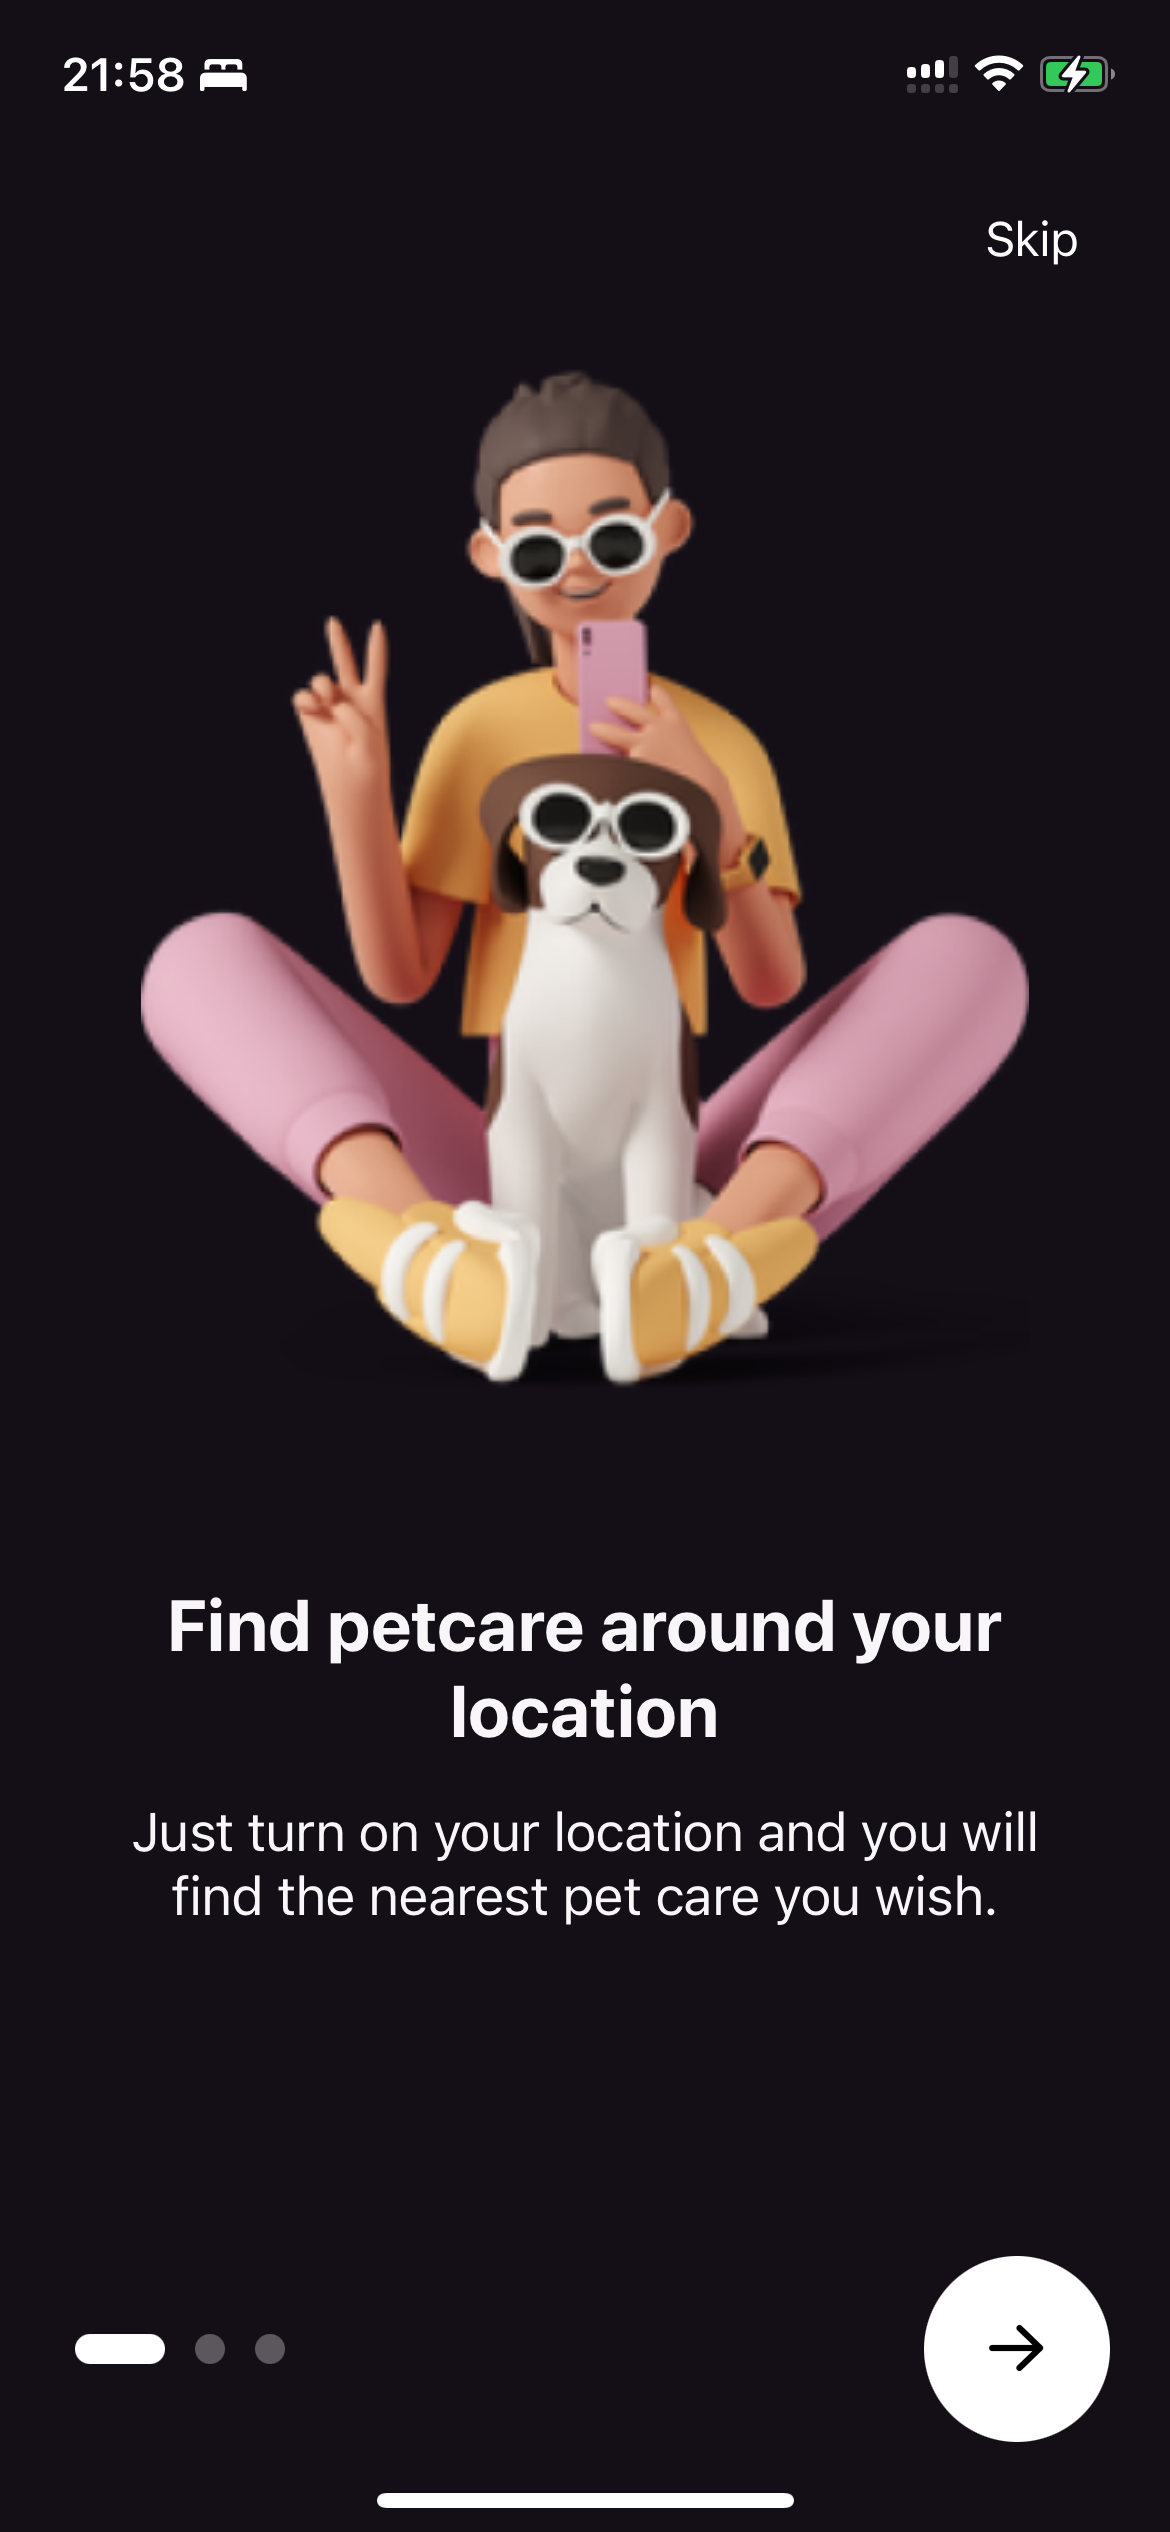 21:58
Skip
Find petcare around your
location
Just turn on your location and you will
find the nearest pet care you wish.